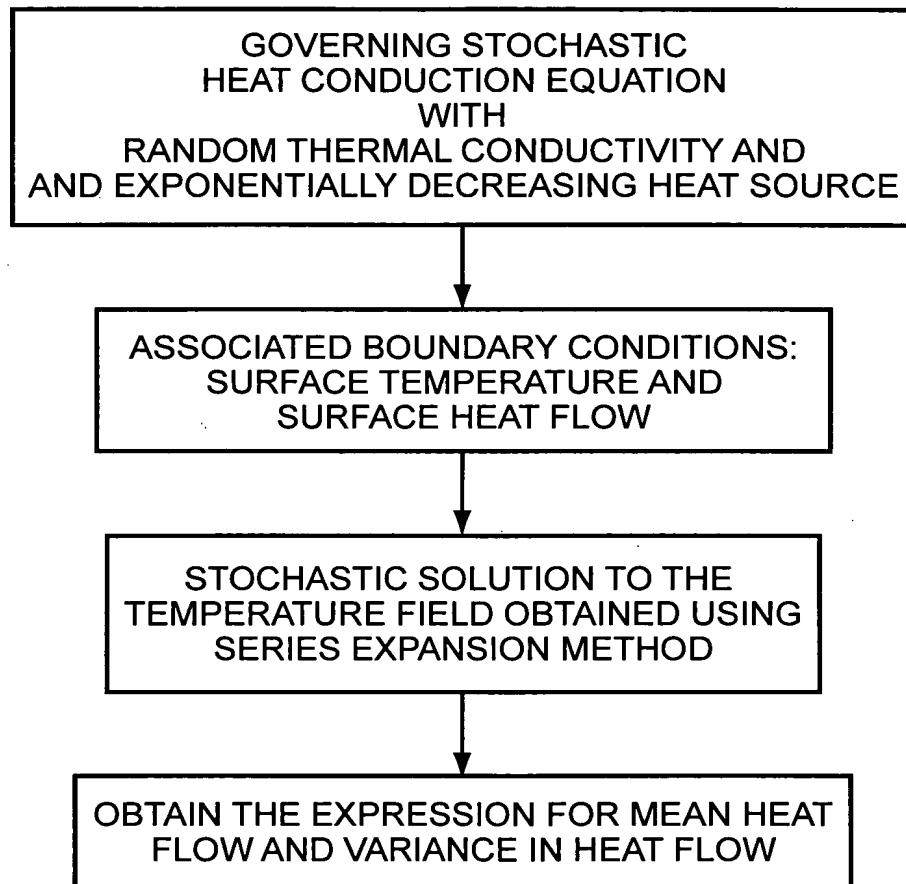 GOVERNING STOCHASTIC
HEAT CONDUCTION EQUATION
WITH
RANDOM THERMAL CONDUCTIVITY AND
AND EXPONENTIALLY DECREASING HEAT SOURCE
ASSOCIATED BOUNDARY CONDITIONS:
SURFACE TEMPERATURE AND
SURFACE HEAT FLOW
STOCHASTIC SOLUTION TO THE
TEMPERATURE FIELD OBTAINED USING
SERIES EXPANSION METHOD
OBTAIN THE EXPRESSION FOR MEAN HEAT
FLOW AND VARIANCE IN HEAT FLOW